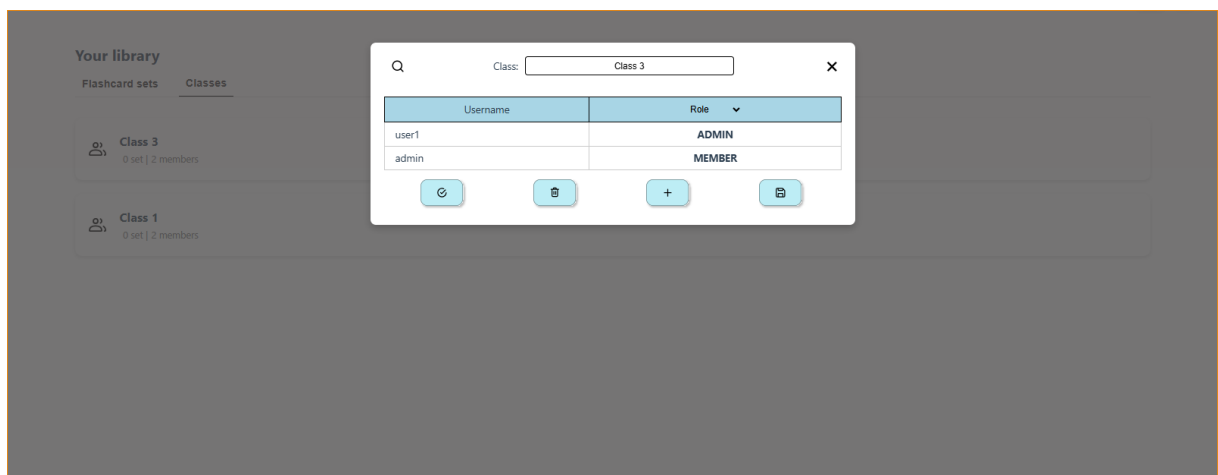 Your library
Flashcard sets Classes
Class 3
0 set | 2 members
Class 1
0 set | 2 members
Class: Class 3
Username Role
user1 ADMIN
admin MEMBER